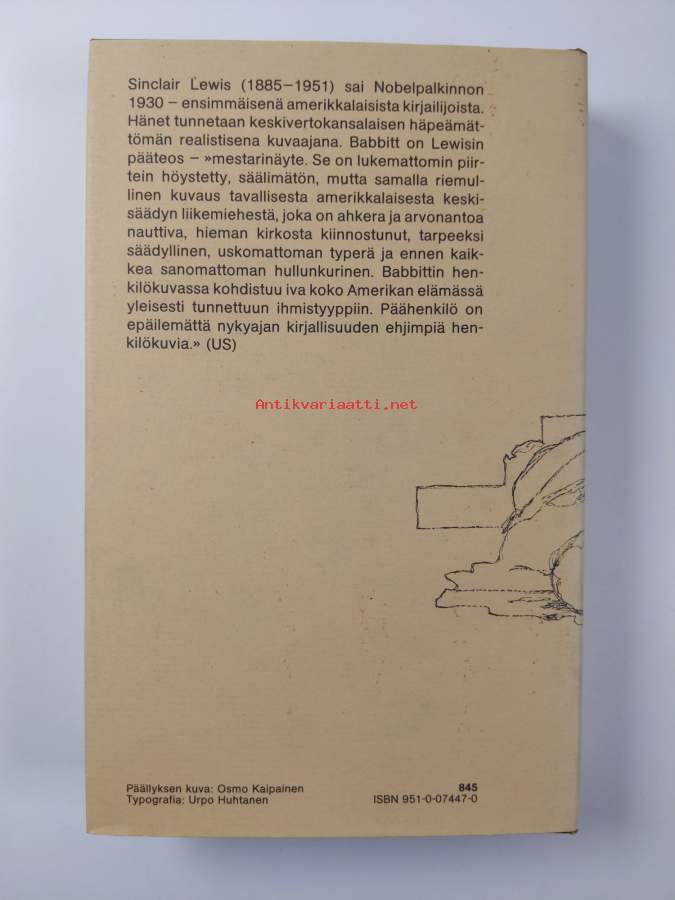 Sinclair Lewis (1885–1951) sai Nobelpalkinnon
1930 – ensimmäisenä amerikkalaisista kirjailijoista.
Hänet tunnetaan keskivertokansalaisen häpeämät-
tömän realistisena kuvaajana. Babbitt on Lewisin
pääteos – »mestarinäyte. Se on lukemattomin piir-
tein höystetty, säälimätön, mutta samalla riemul-
linen kuvaus tavallisesta amerikkalaisesta keski-
säädyn liikemiehestä, joka on ahkera ja arvonantoa
nauttiva, hieman kirkosta kiinnostunut, tarpeeksi
säädyllinen, uskomattoman typerä ja ennen kaik-
kea sanomattoman hullunkurinen. Babbittin hen-
kilökuvassa kohdistuu iva koko Amerikan elämässä
yleisesti tunnettuun ihmistyyppiin. Päähenkilö on
epäilemättä nykyajan kirjallisuuden ehjimpiä hen-
kilökuvia.» (US)
Antikvariaatti.net
Päällyksen kuva: Osmo Kaipainen
Typografia: Urpo Huhtanen
845
ISBN 951-0-07447-0